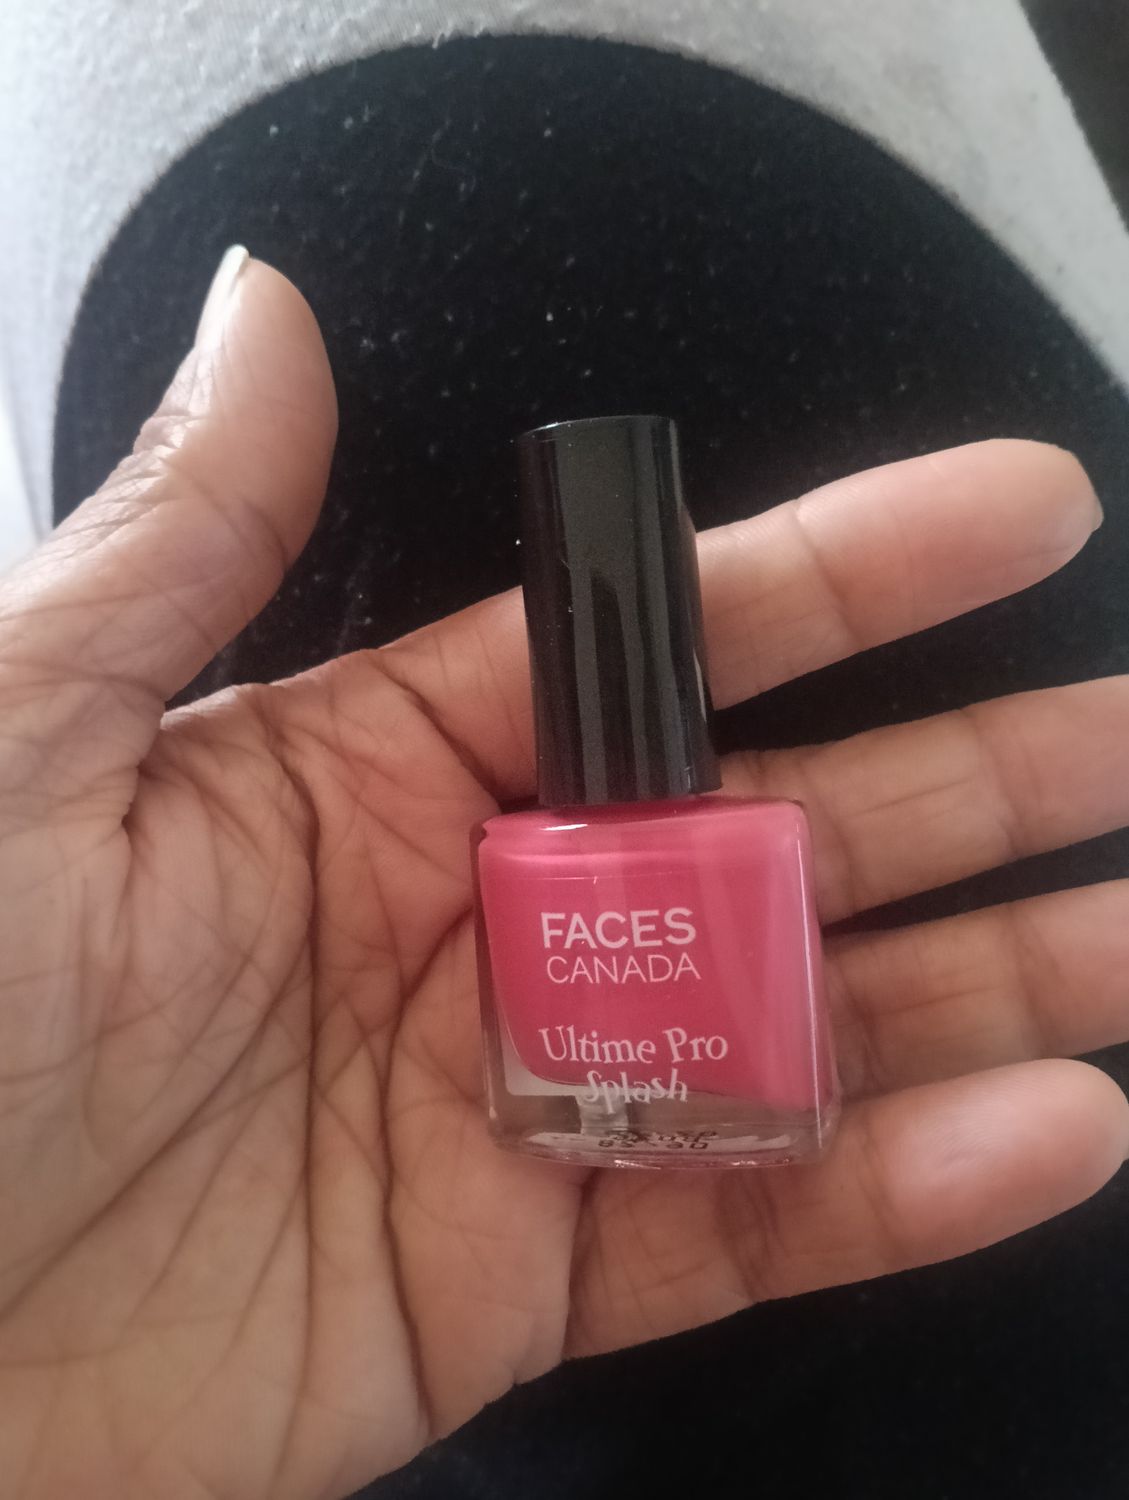 FACES
CANADA
Ultime Pro
Splash